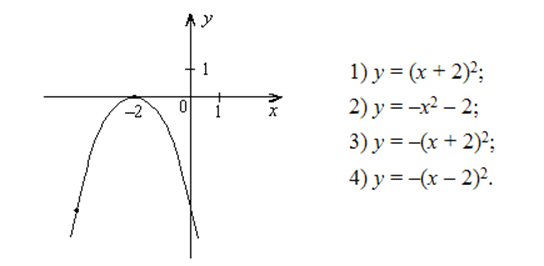 y
1
–2
0
1
x
1) y = (x + 2)²;
2) y = –x² – 2;
3) y = –(x + 2)²;
4) y = –(x – 2)².